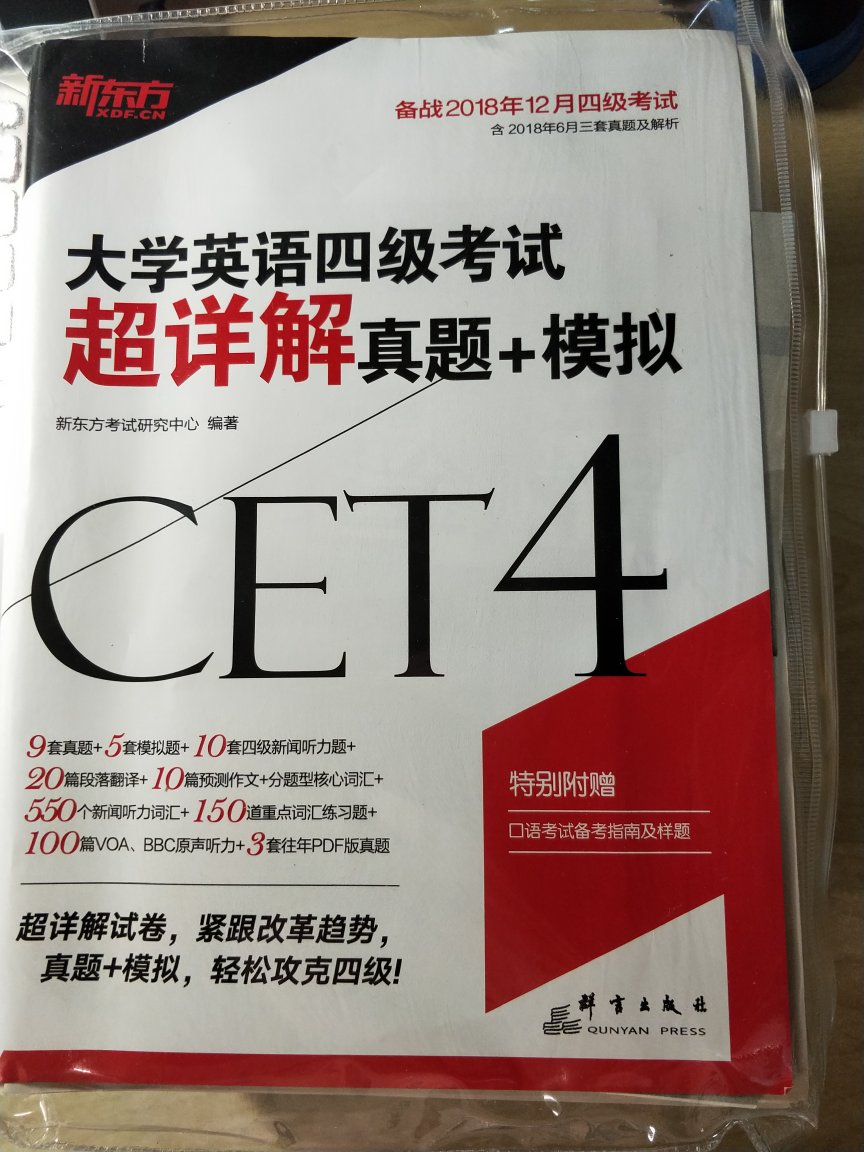 新东方
XDF.CN
备战2018年12月四级考试
含 2018年6月三套真题及解析
大学英语四级考试
超详解真题+模拟
新东方考试研究中心 编著
CET4
9套真题+5套模拟题+10套四级新闻听力题+
20篇段落翻译+10篇预测作文+分题型核心词汇+
550个新闻听力词汇+150道重点词汇练习题+
100篇VOA、BBC原声听力+3套往年PDF版真题
特别附赠
口语考试备考指南及样题
超详解试卷，紧跟改革趋势，
真题+模拟，轻松攻克四级!
群言出版社
QUNYAN PRESS